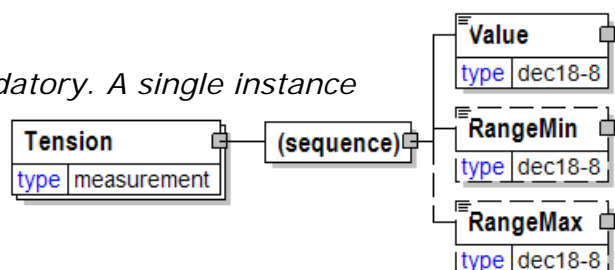 Value
type dec18-8
datory. A single instance
RangeMin
Tension
(sequence)
type measurement
type dec18-8
RangeMax
type dec18-8